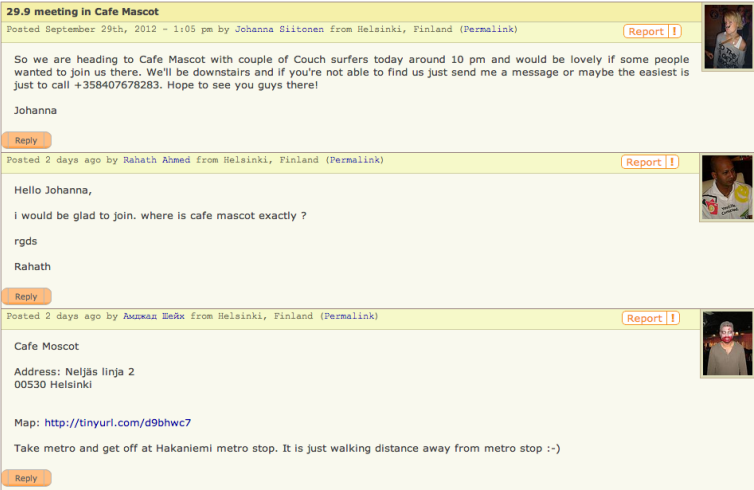 29.9 meeting in Cafe Mascot
Posted September 29th, 2012 - 1:05 pm by Johanna Siitonen from Helsinki, Finland (Permalink)
Report !
So we are heading to Cafe Mascot with couple of Couch surfers today around 10 pm and would be lovely if some people
wanted to join us there. We'll be downstairs and if you're not able to find us just send me a message or maybe the easiest is
just to call +358407678283. Hope to see you guys there!
Johanna
Reply
Posted 2 days ago by Rahath Ahmed from Helsinki, Finland (Permalink)
Report !
Hello Johanna,
i would be glad to join. where is cafe mascot exactly ?
rgds
Rahath
Reply
Posted 2 days ago by Амджад Шейх from Helsinki, Finland (Permalink)
Report !
Cafe Moscot
Address: Neljäs linja 2
00530 Helsinki
Map: http://tinyurl.com/d9bhwc7
Take metro and get off at Hakaniemi metro stop. It is just walking distance away from metro stop :-)
Reply